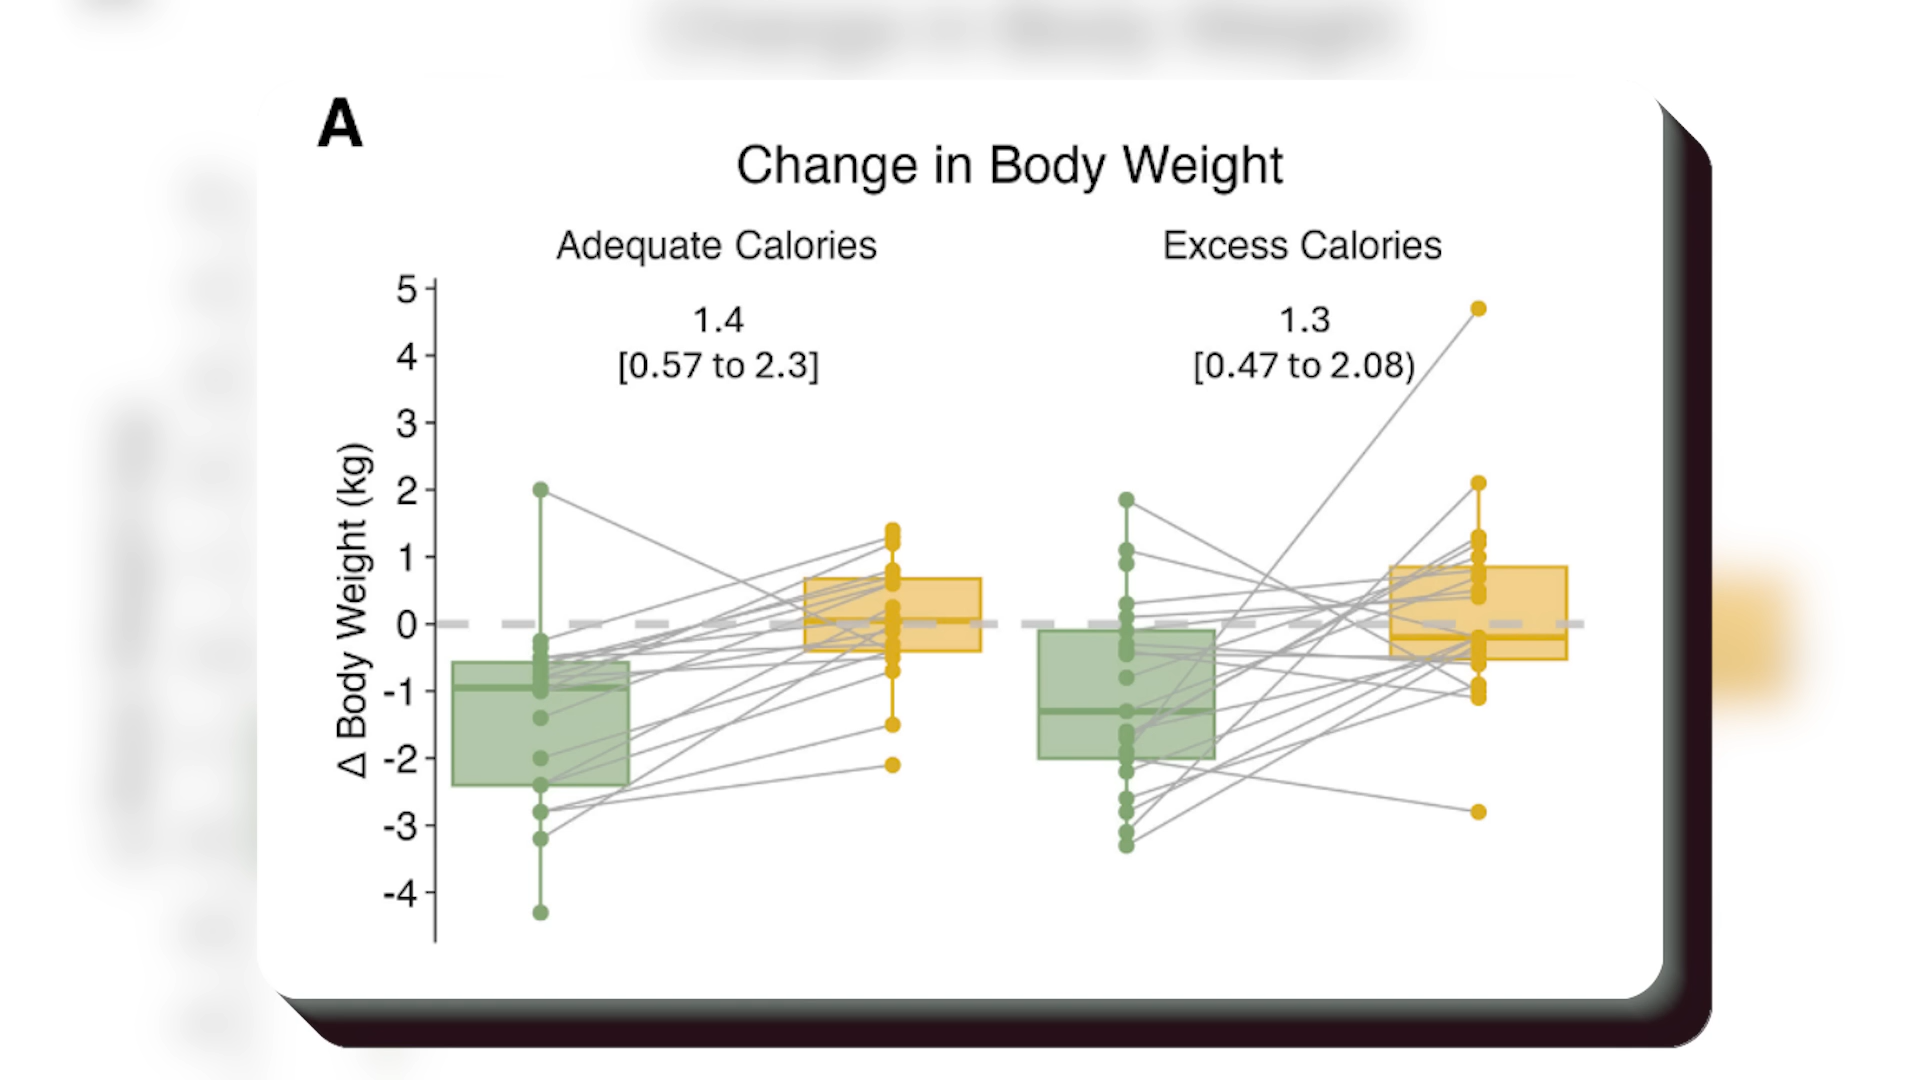 A
Change in Body Weight
Adequate Calories
Excess Calories
1.4
[0.57 to 2.3]
1.3
[0.47 to 2.08)
Δ Body Weight (kg)
5
4
3
2
1
0
-1
-2
-3
-4